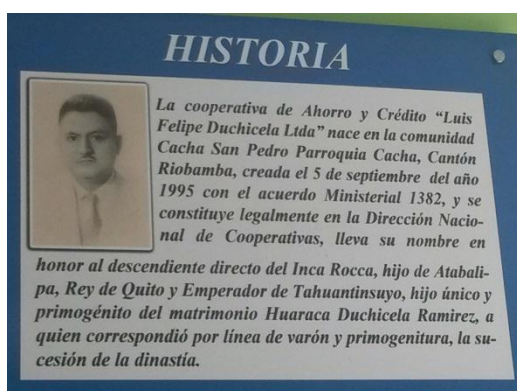 HISTORIA
La cooperativa de Ahorro y Crédito “Luis
Felipe Duchicela Ltda” nace en la comunidad
Cacha San Pedro Parroquia Cacha, Cantón
Riobamba, creada el 5 de septiembre del año
1995 con el acuerdo Ministerial 1382, y se
constituye legalmente en la Dirección Nacio-
nal de Cooperativas, lleva su nombre en
honor al descendiente directo del Inca Rocca, hijo de Atabali-
pa, Rey de Quito y Emperador de Tahuantinsuyo, hijo único y
primogénito del matrimonio Huaraca Duchicela Ramirez, a
quien correspondió por línea de varón y primogenitura, la su-
cesión de la dinastía.